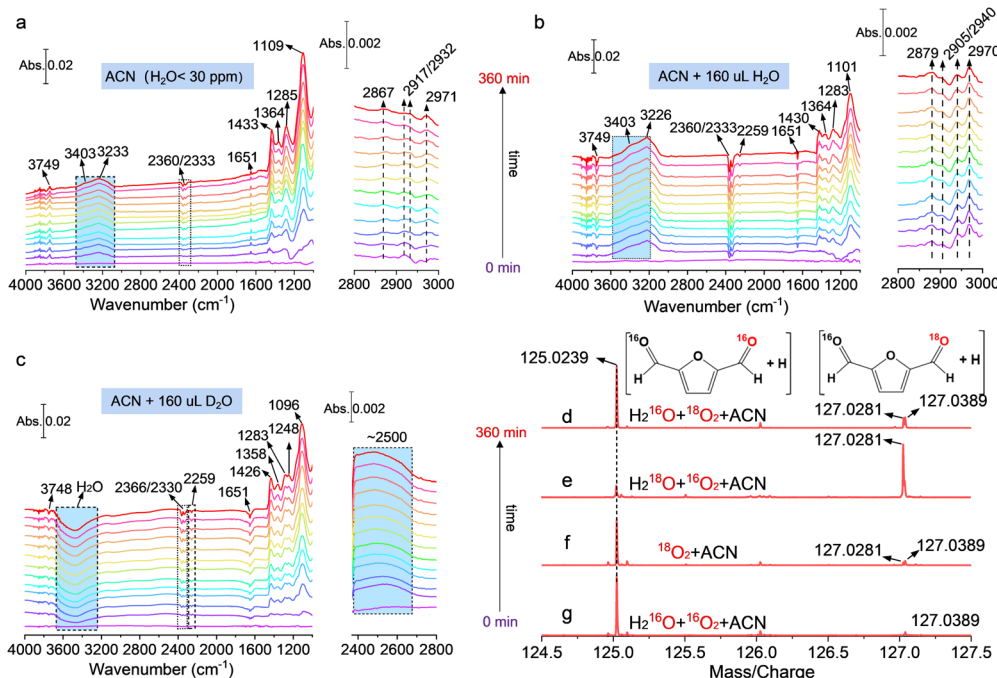 a
Abs. 0.02
ACN (H₂O< 30 ppm)
1109
1285
1364
1433
1651
2360/2333
3233
3403
3749
4000 3600 3200 2800 2400 2000 1600 1200
Wavenumber (cm⁻¹)
Abs. 0.002
2917/2932
2867
2971
2800 2850 2900 2950 3000
360 min
time
0 min
b
Abs. 0.02
ACN + 160 uL H₂O
1101
1283
1364
1430
1651
2360/2333
2259
3226
3403
3749
4000 3600 3200 2800 2400 2000 1600 1200
Wavenumber (cm⁻¹)
Abs. 0.002
2905/2940
2879
2970
2800 2850 2900 2950 3000
c
Abs. 0.02
ACN + 160 uL D₂O
1096
1248
1283
1358
1426
1651
2259
2366/2330
H₂O
3748
4000 3600 3200 2800 2400 2000 1600 1200
Wavenumber (cm⁻¹)
Abs. 0.002
~2500
2400 2500 2600 2700 2800
360 min
time
0 min
125.0239
¹⁶O ¹⁶O
O
H H
+ H
¹⁶O ¹⁸O
O
H H
+ H
d
H2¹⁶O+¹⁸O₂+ACN
127.0281
127.0389
e
H2¹⁸O+¹⁶O₂+ACN
127.0281
f
¹⁸O₂+ACN
127.0281
127.0389
g
H2¹⁶O+¹⁶O₂+ACN
127.0389
124.5 125.0 125.5 126.0 126.5 127.0 127.5
Mass/Charge